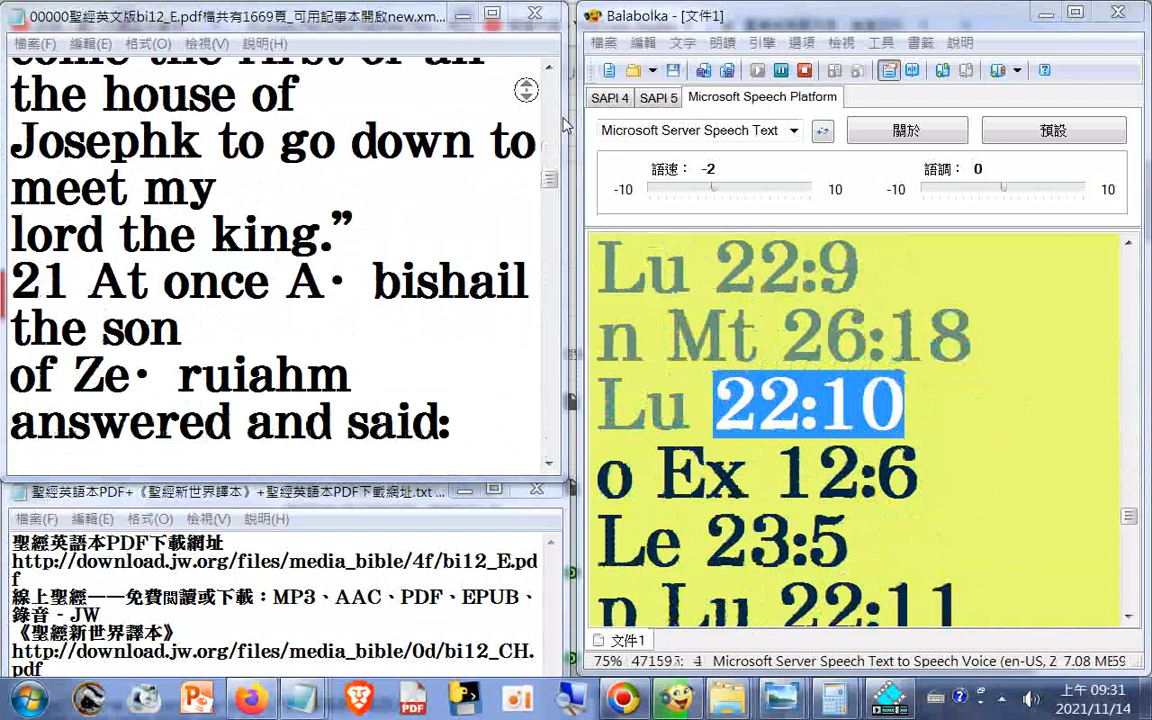 00000聖經英文版bi12_E.pdf檔共有1669頁_可用記事本開啟new.xm...
檔案(F) 編輯(E) 格式(O) 檢視(V) 說明(H)
come the first of all
the house of
Josephk to go down to
meet my
lord the king.”
21 At once A· bishail
the son
of Ze· ruiahm
answered and said:
聖經英語本PDF+《聖經新世界譯本》+聖經英語本PDF下載網址.txt ...
檔案(F) 編輯(E) 格式(O) 檢視(V) 說明(H)
聖經英語本PDF下載網址
http://download.jw.org/files/media_bible/4f/bi12_E.pd
f
線上聖經——免費閱讀或下載：MP3、AAC、PDF、EPUB、
錄音 - JW
《聖經新世界譯本》
http://download.jw.org/files/media_bible/0d/bi12_CH.
pdf
Balabolka - [文件1]
檔案 編輯 文字 朗讀 引擎 選項 檢視 工具 書籤 說明
SAPI 4 SAPI 5 Microsoft Speech Platform
Microsoft Server Speech Text 關於 預設
語速： -2 語調： 0
-10 10 -10 10
Lu 22:9
n Mt 26:18
Lu 22:10
o Ex 12:6
Le 23:5
p Lu 22:11
文件1
75% Microsoft Server Speech Text to Speech Voice (en-US, Z 7.08 MB
上午 09:31
2021/11/14